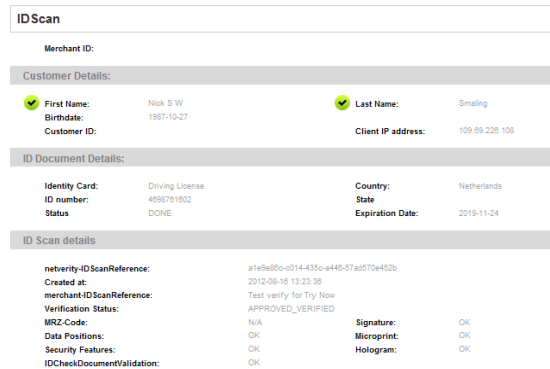 IDScan
Merchant ID:
Customer Details:
First Name: Nick S W Last Name: Smaling
Birthdate: 1987-10-27
Customer ID: Client IP address: 109.69.226.108
ID Document Details:
Identity Card: Driving License Country: Netherlands
ID number: 4698761602 State
Status DONE Expiration Date: 2019-11-24
ID Scan details
netverity-IDScanReference: a1e9e86c-c014-435c-a446-57ad570e452b
Created at: 2012-08-16 13:23:36
merchant-IDScanReference: Test verify for Try Now
Verification Status: APPROVED_VERIFIED
MRZ-Code: N/A Signature: OK
Data Positions: OK Microprint: OK
Security Features: OK Hologram: OK
IDCheckDocumentValidation: OK